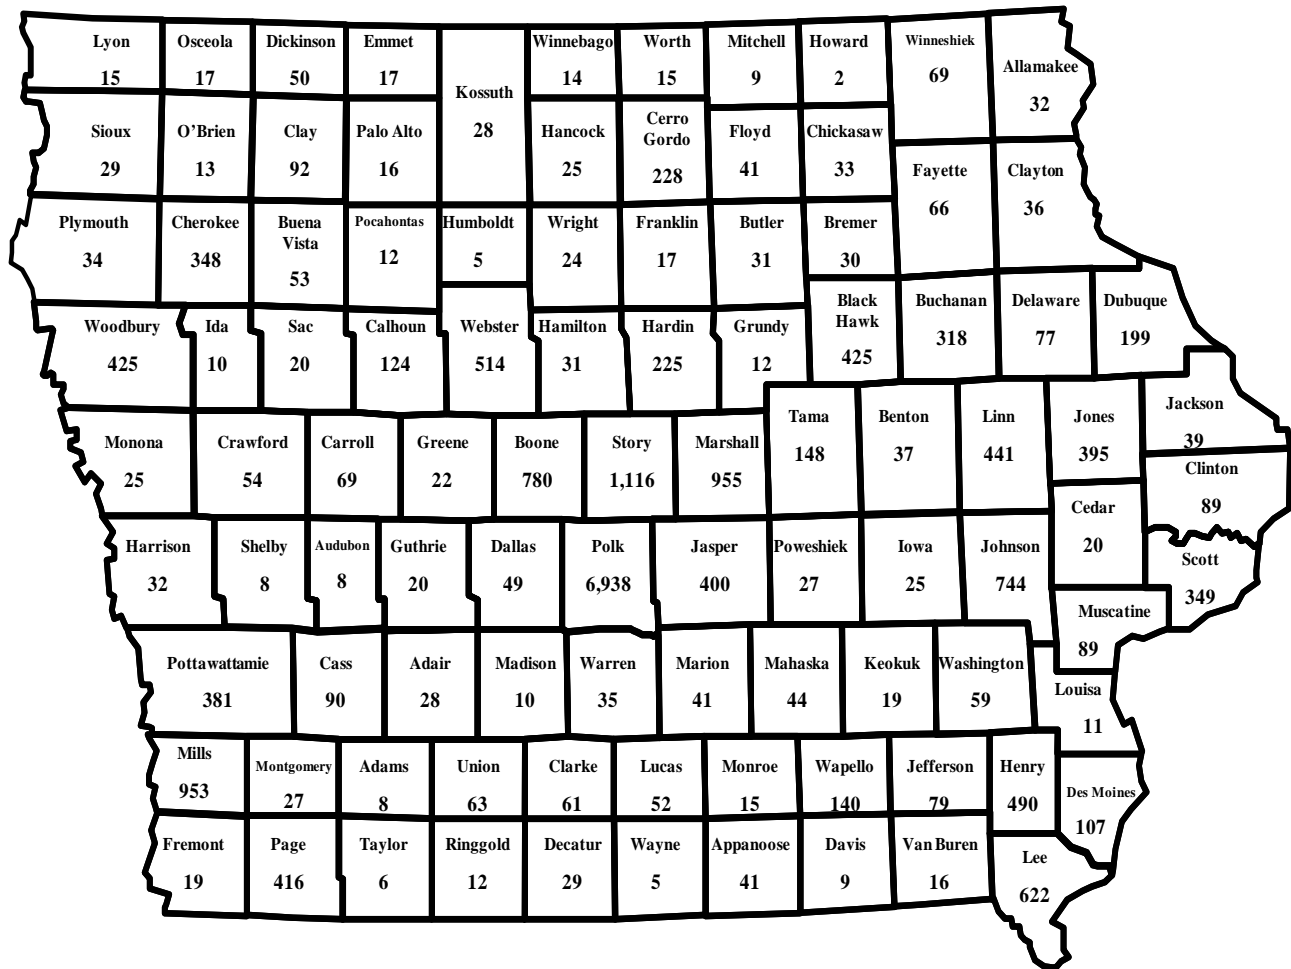 Lyon
15
Osceola
17
Dickinson
50
Emmet
17
Kossuth
28
Winnebago
14
Worth
15
Mitchell
9
Howard
2
Winneshiek
69
Allamakee
32
Sioux
29
O’Brien
13
Clay
92
Palo Alto
16
Hancock
25
Cerro
Gordo
228
Floyd
41
Chickasaw
33
Fayette
66
Clayton
36
Plymouth
34
Cherokee
348
Buena
Vista
53
Pocahontas
12
Humboldt
5
Wright
24
Franklin
17
Butler
31
Bremer
30
Woodbury
425
Ida
10
Sac
20
Calhoun
124
Webster
514
Hamilton
31
Hardin
225
Grundy
12
Black
Hawk
425
Buchanan
318
Delaware
77
Dubuque
199
Monona
25
Crawford
54
Carroll
69
Greene
22
Boone
780
Story
1,116
Marshall
955
Tama
148
Benton
37
Linn
441
Jones
395
Jackson
39
Clinton
89
Cedar
20
Scott
349
Harrison
32
Shelby
8
Audubon
8
Guthrie
20
Dallas
49
Polk
6,938
Jasper
400
Poweshiek
27
Iowa
25
Johnson
744
Muscatine
89
Pottawattamie
381
Cass
90
Adair
28
Madison
10
Warren
35
Marion
41
Mahaska
44
Keokuk
19
Washington
59
Louisa
11
Mills
953
Montgomery
27
Adams
8
Union
63
Clarke
61
Lucas
52
Monroe
15
Wapello
140
Jefferson
79
Henry
490
Des Moines
107
Fremont
19
Page
416
Taylor
6
Ringgold
12
Decatur
29
Wayne
5
Appanoose
41
Davis
9
Van Buren
16
Lee
622